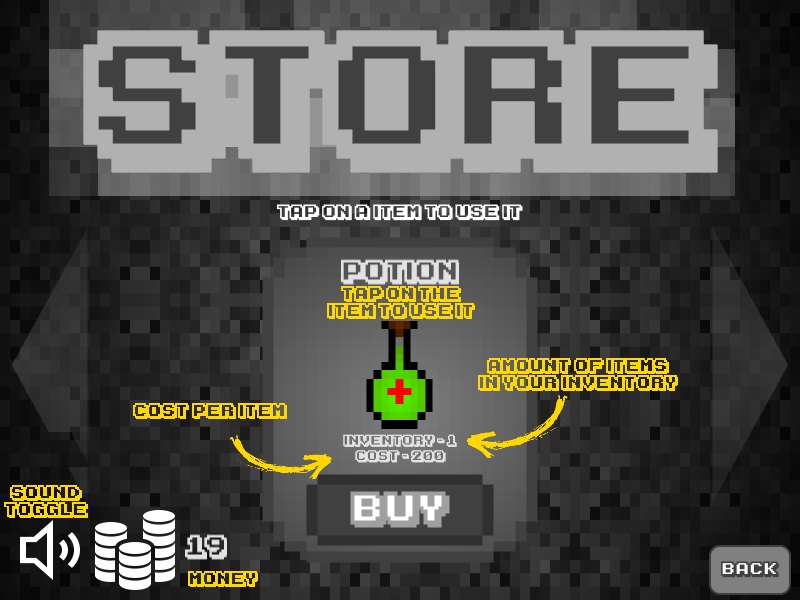 STORE
TAP ON A ITEM TO USE IT
POTION
TAP ON THE
ITEM TO USE IT
AMOUNT OF ITEMS
IN YOUR INVENTORY
COST PER ITEM
INVENTORY - 1
COST - 200
BUY
SOUND
TOGGLE
19
MONEY
BACK